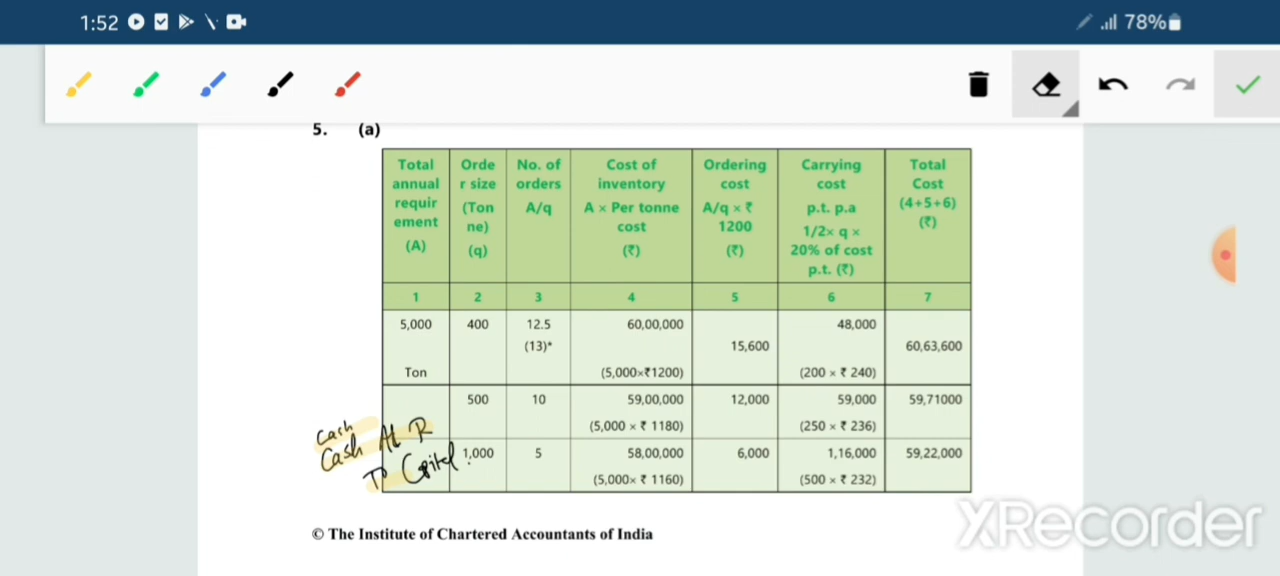 1:52
78%
5. (a)
Total annual requir ement (A)
Orde r size (Ton ne) (q)
No. of orders A/q
Cost of inventory A × Per tonne cost (₹)
Ordering cost A/q × ₹ 1200 (₹)
Carrying cost p.t. p.a 1/2× q × 20% of cost p.t. (₹)
Total Cost (4+5+6) (₹)
1 2 3 4 5 6 7
5,000 400 12.5 60,00,000 48,000
(13)* 15,600 60,63,600
Ton (5,000×₹1200) (200 × ₹ 240)
500 10 59,00,000 12,000 59,000 59,71000
(5,000 × ₹ 1180) (250 × ₹ 236)
1,000 5 58,00,000 6,000 1,16,000 59,22,000
(5,000× ₹ 1160) (500 × ₹ 232)
Cash
Cash A
To
© The Institute of Chartered Accountants of India
XRecorder